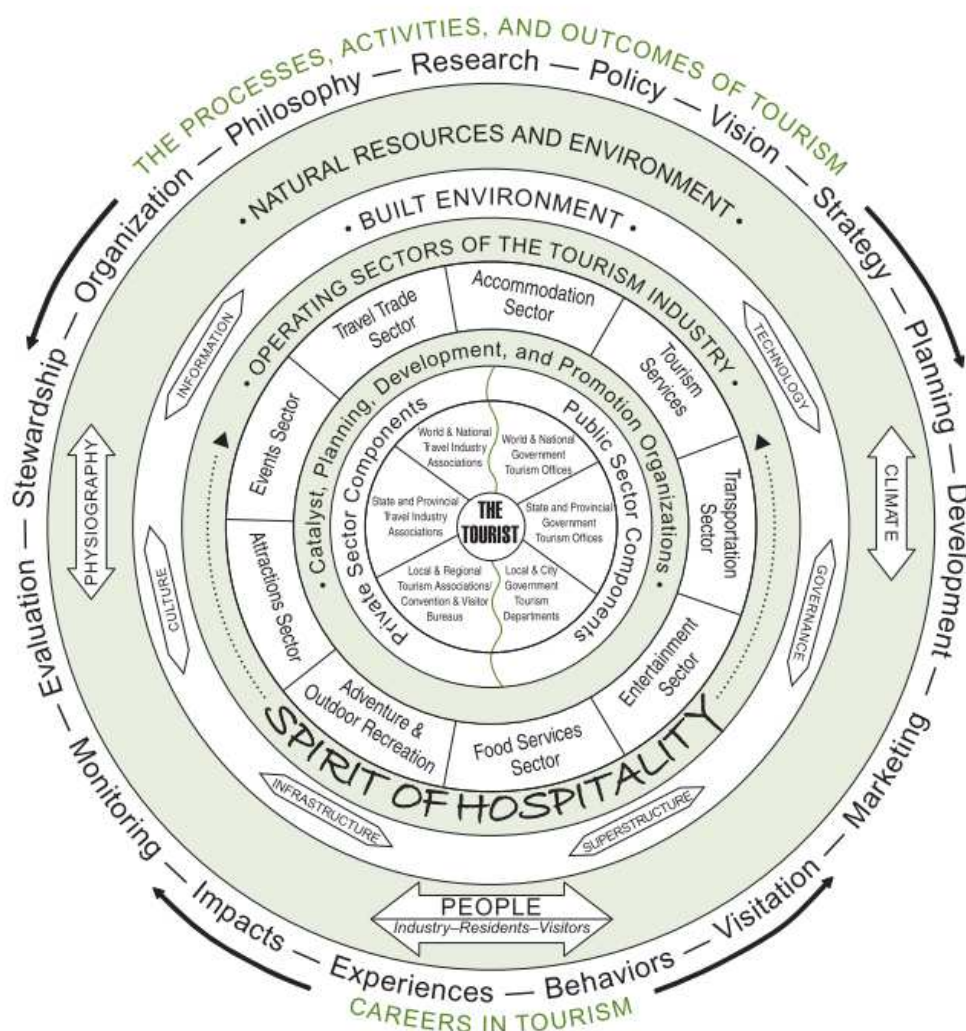 THE PROCESSES, ACTIVITIES, AND OUTCOMES OF TOURISM
Philosophy — Research — Policy — Vision — Strategy — Planning — Development — Marketing — Visitation — Behaviors — Experiences — Impacts — Monitoring — Evaluation — Stewardship — Organization —
• NATURAL RESOURCES AND ENVIRONMENT •
• BUILT ENVIRONMENT •
• OPERATING SECTORS OF THE TOURISM INDUSTRY •
INFORMATION
TECHNOLOGY
Travel Trade
Sector
Accommodation
Sector
Tourism
Services
Events Sector
Transportation
Sector
• Catalyst, Planning, Development, and Promotion Organizations •
Private Sector Components
Public Sector Components
World & National
Travel Industry
Associations
World & National
Government
Tourism Offices
State and Provincial
Travel Industry
Associations
THE
TOURIST
State and Provincial
Government
Tourism Offices
Local & Regional
Tourism Associations/
Convention & Visitor
Bureaus
Local & City
Government
Tourism
Departments
PHYSIOGRAPHY
CLIMATE
CULTURE
GOVERNANCE
Attractions Sector
Entertainment
Sector
Adventure &
Outdoor Recreation
Food Services
Sector
SPIRIT OF HOSPITALITY
INFRASTRUCTURE
SUPERSTRUCTURE
PEOPLE
Industry–Residents–Visitors
CAREERS IN TOURISM